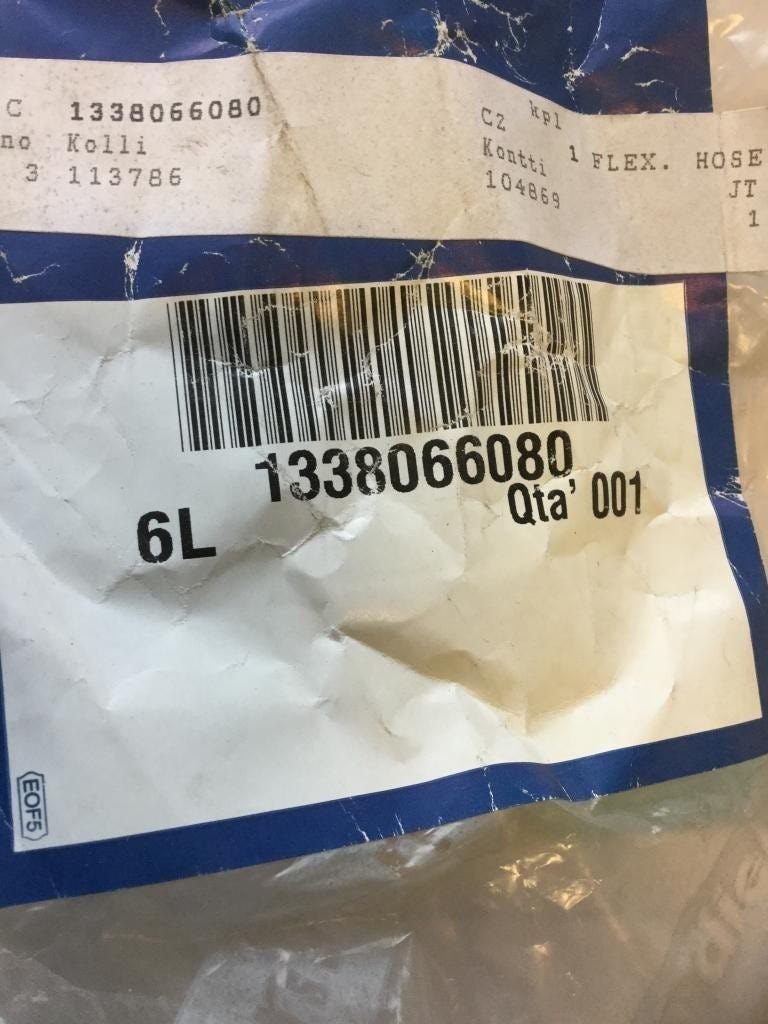 C 1338066080 CZ kpl
no Kolli Kontti 1 FLEX. HOSE
3 113786 104869 JT
1
1338066080
6L Qta' 001
EOF5